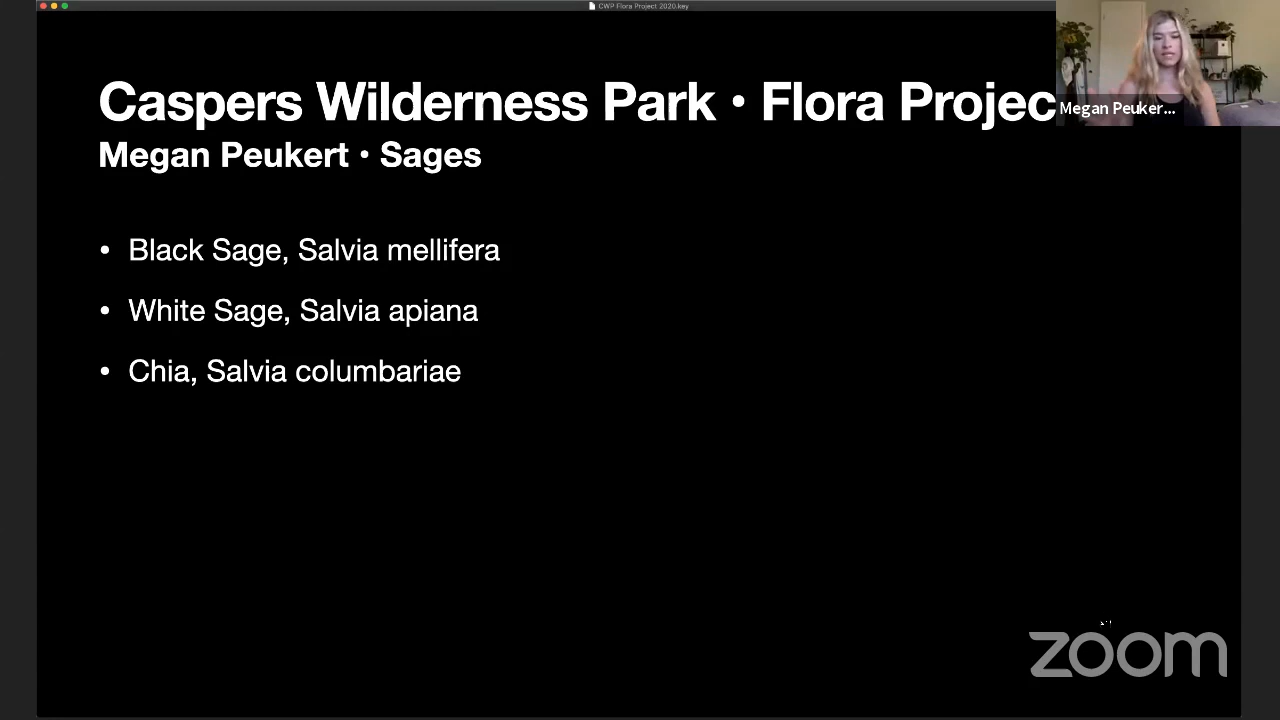 CWP Flora Project 2020.key
Caspers Wilderness Park • Flora Projec
Megan Peuker...
Megan Peukert • Sages
• Black Sage, Salvia mellifera
• White Sage, Salvia apiana
• Chia, Salvia columbariae
zoom